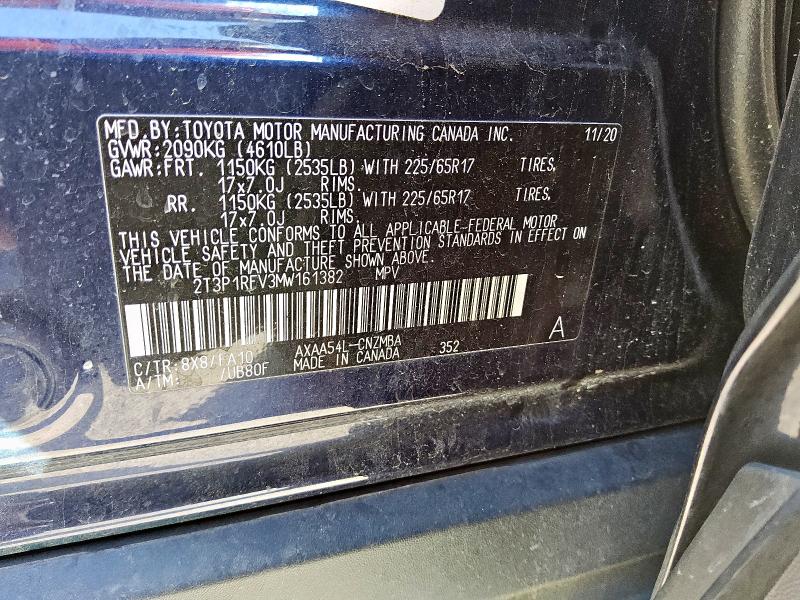 MFD.BY:TOYOTA MOTOR MANUFACTURING CANADA INC. 11/20
GVWR:2090KG (4610LB)
GAWR:FRT. 1150KG (2535LB) WITH 225/65R17 TIRES,
17x7.0J RIMS.
RR. 1150KG (2535LB) WITH 225/65R17 TIRES,
17x7.0J RIMS.
THIS VEHICLE CONFORMS TO ALL APPLICABLE-FEDERAL MOTOR
VEHICLE SAFETY AND THEFT PREVENTION STANDARDS IN EFFECT ON
THE DATE OF MANUFACTURE SHOWN ABOVE.
2T3P1RFV3MW161382 MPV
C/TR:8X8/FA10 AXAA54L-CNZMBA 352 A
A/TM: /UB80F MADE IN CANADA